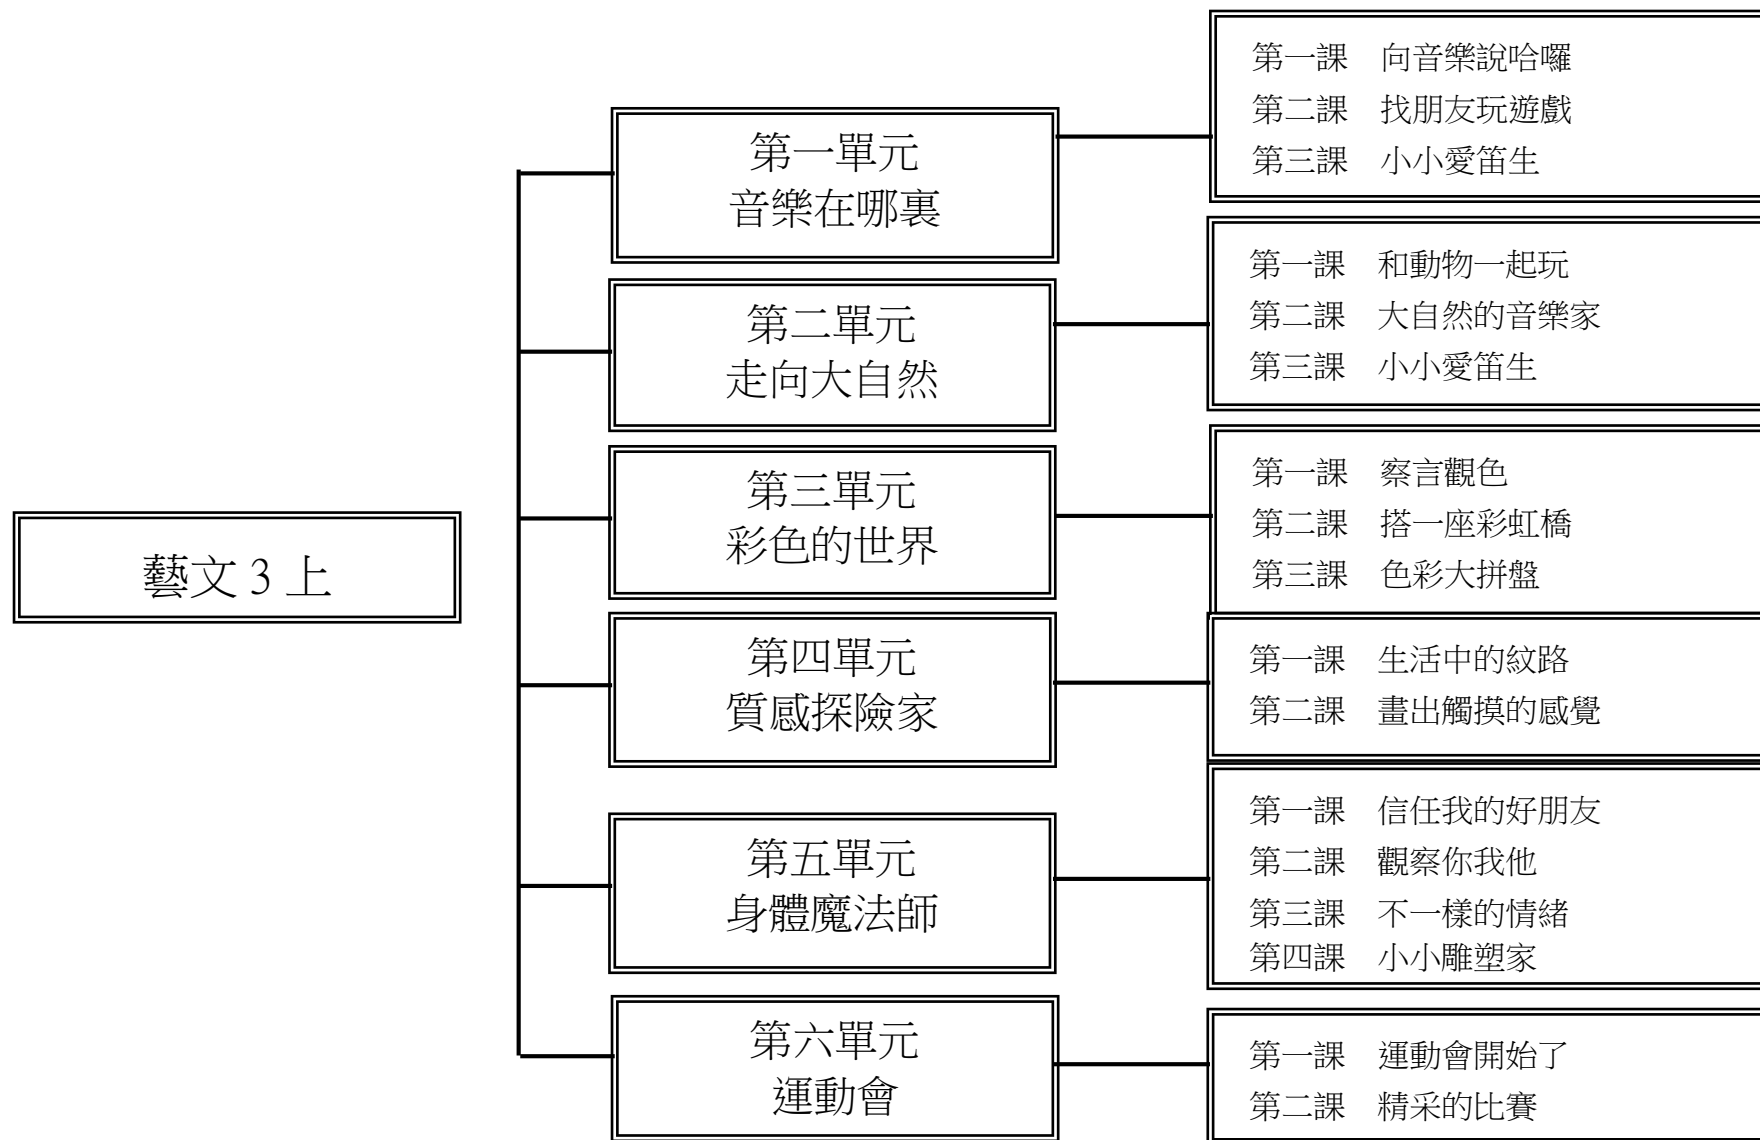 藝文 3 上
第一單元
音樂在哪裏
第一課　向音樂說哈囉
第二課　找朋友玩遊戲
第三課　小小愛笛生
第二單元
走向大自然
第一課　和動物一起玩
第二課　大自然的音樂家
第三課　小小愛笛生
第三單元
彩色的世界
第一課　察言觀色
第二課　搭一座彩虹橋
第三課　色彩大拼盤
第四單元
質感探險家
第一課　生活中的紋路
第二課　畫出觸摸的感覺
第五單元
身體魔法師
第一課　信任我的好朋友
第二課　觀察你我他
第三課　不一樣的情緒
第四課　小小雕塑家
第六單元
運動會
第一課　運動會開始了
第二課　精采的比賽